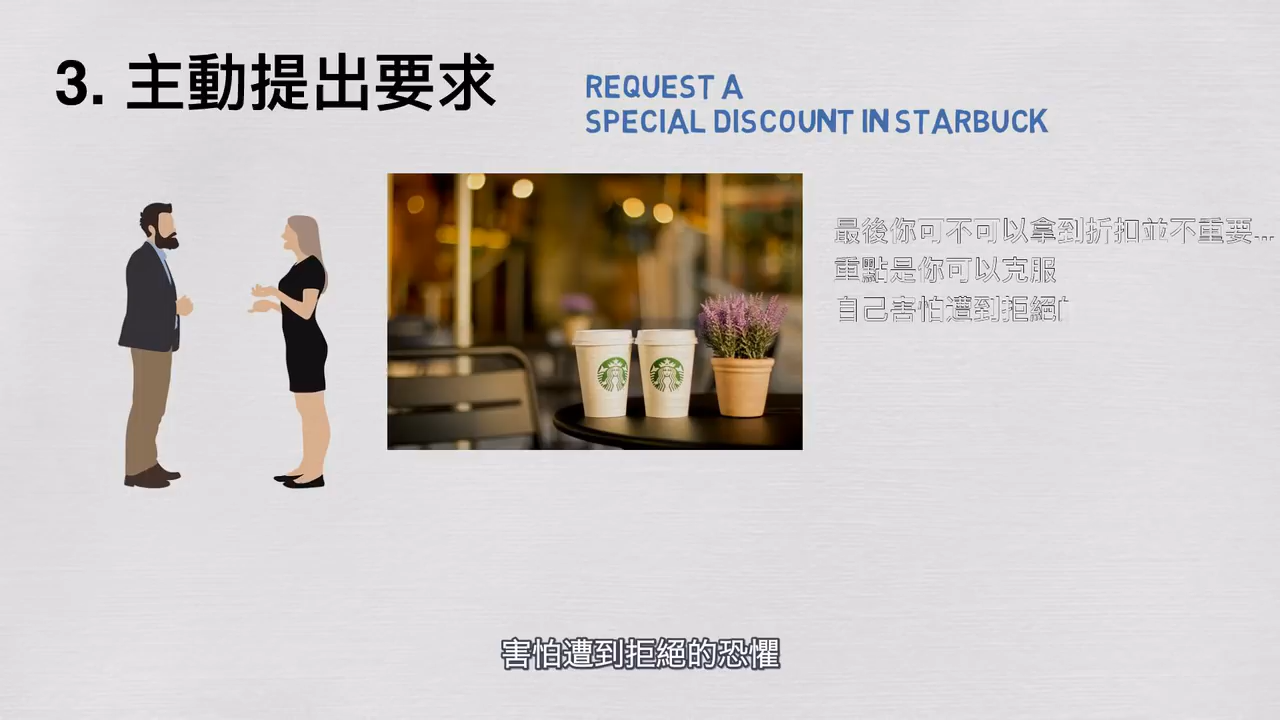 3. 主動提出要求
REQUEST A
SPECIAL DISCOUNT IN STARBUCK
最後你可不可以拿到折扣並不重要...
重點是你可以克服
自己害怕遭到拒絕
害怕遭到拒絕的恐懼